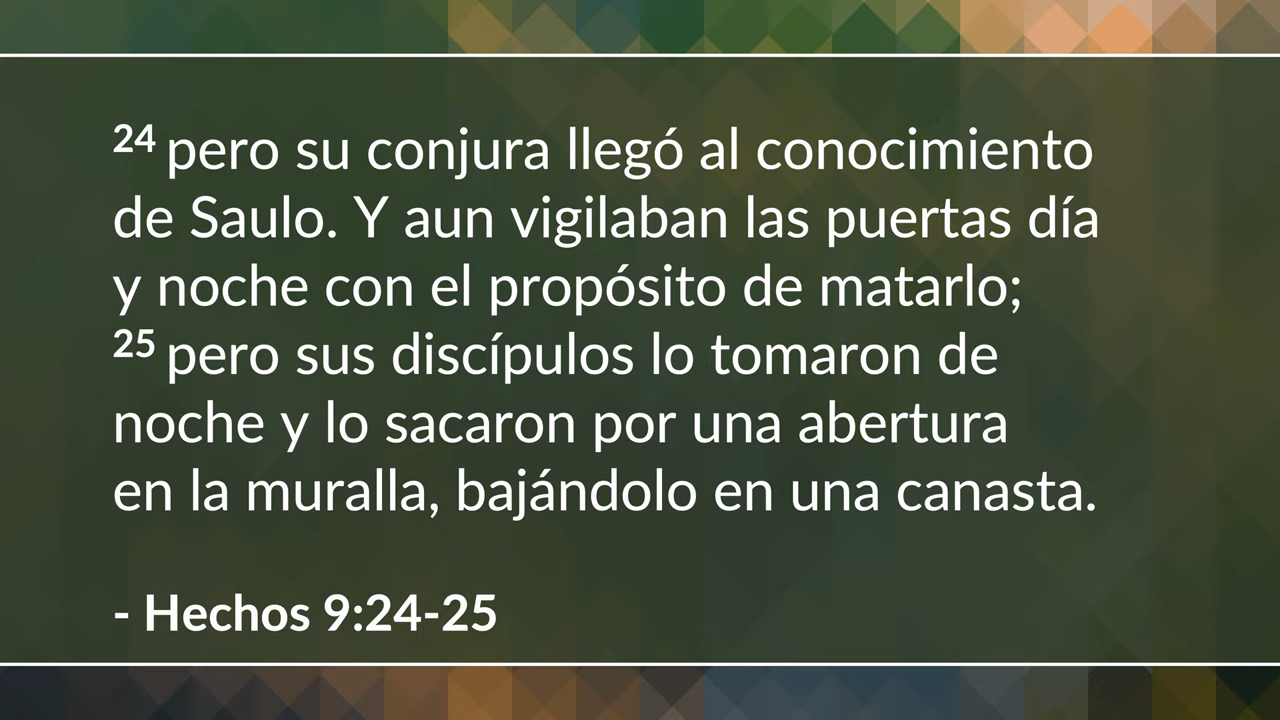 24 pero su conjura llegó al conocimiento
de Saulo. Y aun vigilaban las puertas día
y noche con el propósito de matarlo;
25 pero sus discípulos lo tomaron de
noche y lo sacaron por una abertura
en la muralla, bajándolo en una canasta.
- Hechos 9:24-25